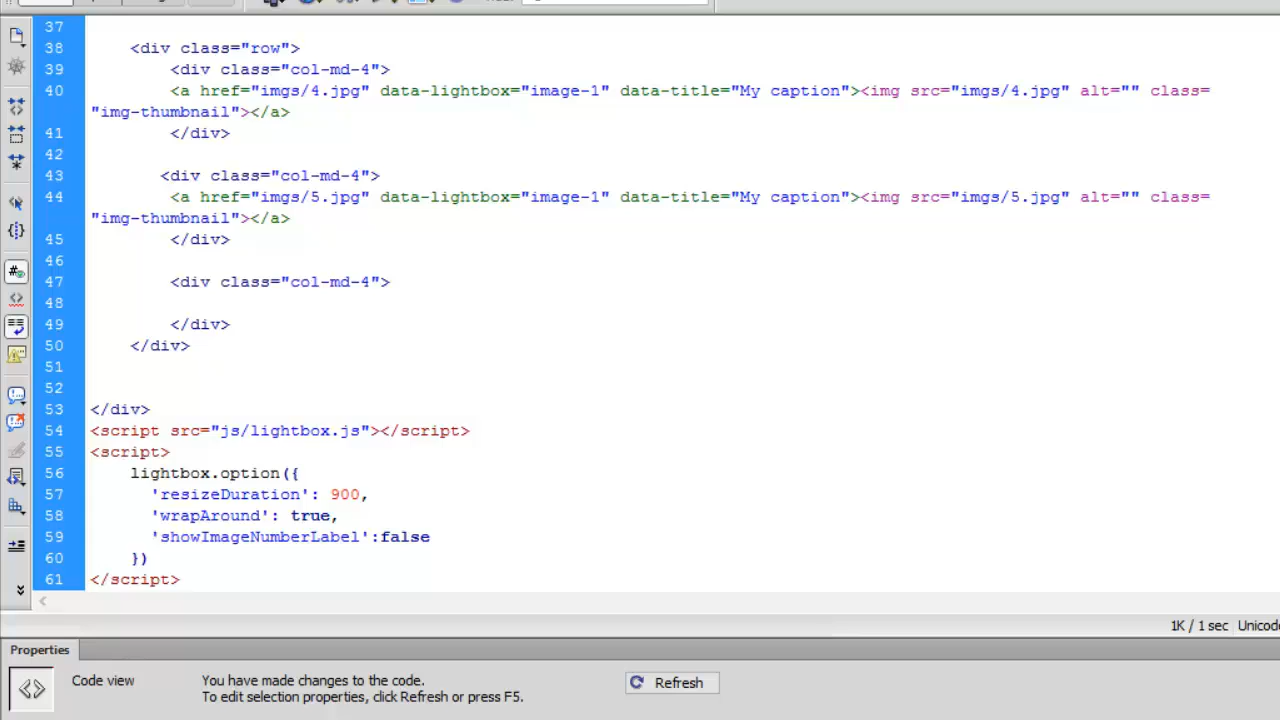 37
38 <div class="row">
39 <div class="col-md-4">
40 <a href="imgs/4.jpg" data-lightbox="image-1" data-title="My caption"><img src="imgs/4.jpg" alt="" class=
"img-thumbnail"></a>
41 </div>
42
43 <div class="col-md-4">
44 <a href="imgs/5.jpg" data-lightbox="image-1" data-title="My caption"><img src="imgs/5.jpg" alt="" class=
"img-thumbnail"></a>
45 </div>
46
47 <div class="col-md-4">
48
49 </div>
50 </div>
51
52
53 </div>
54 <script src="js/lightbox.js"></script>
55 <script>
56 lightbox.option({
57 'resizeDuration': 900,
58 'wrapAround': true,
59 'showImageNumberLabel':false
60 })
61 </script>
1K / 1 sec
Properties
Code view You have made changes to the code. Refresh
To edit selection properties, click Refresh or press F5.